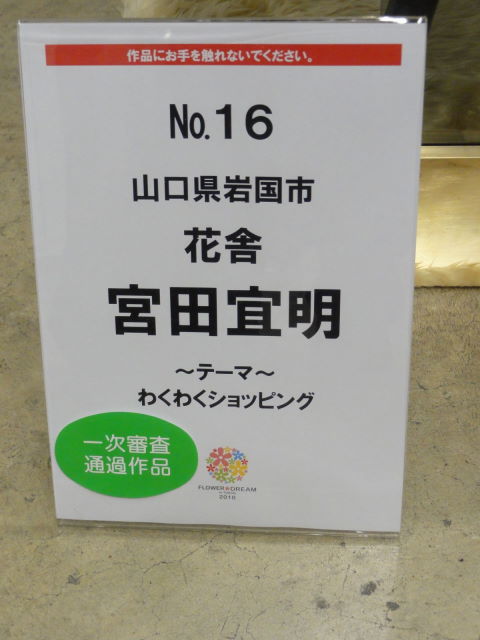 作品にお手を触れないでください。
No.16
山口県岩国市
花舎
宮田宜明
～テーマ～
わくわくショッピング
一次審査
通過作品
FLOWER DREAM
2018